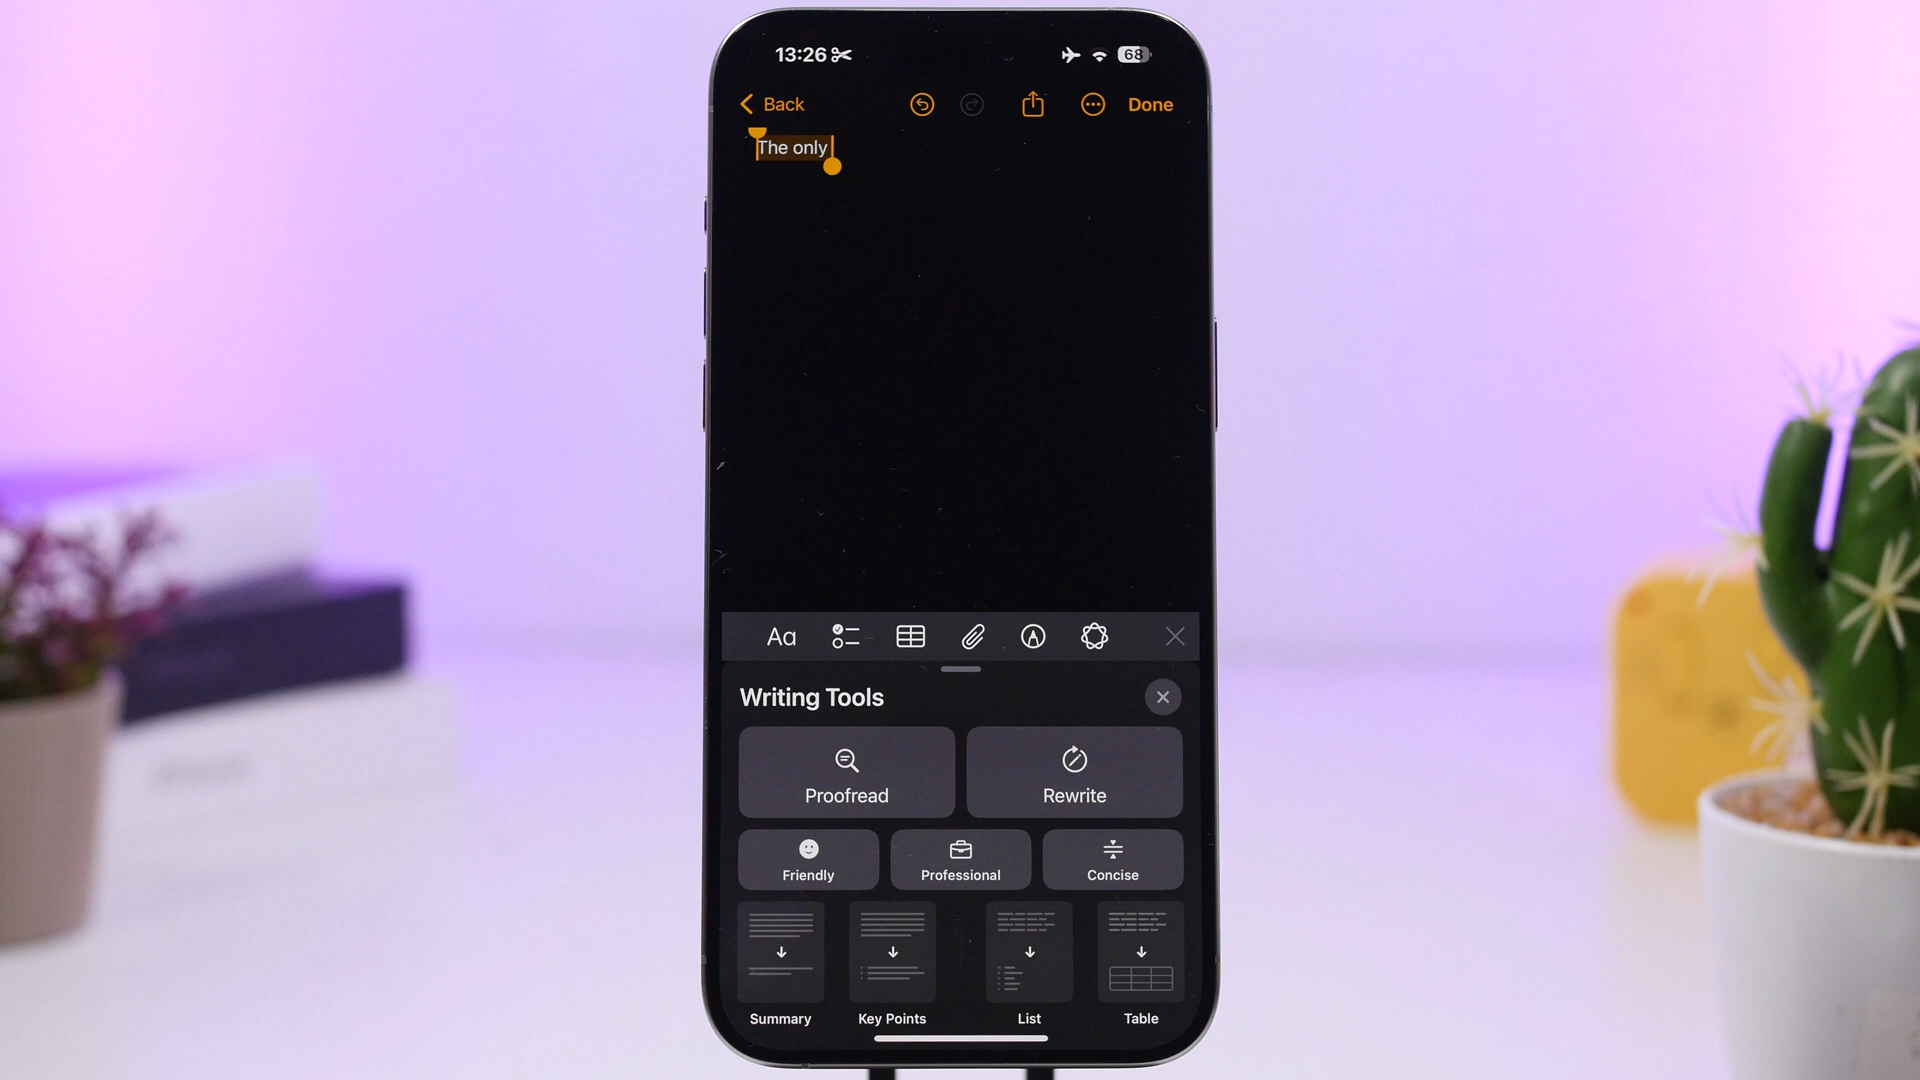 13:26
68
Back
Done
The only
Aa
Writing Tools
Proofread
Rewrite
Friendly
Professional
Concise
Summary
Key Points
List
Table